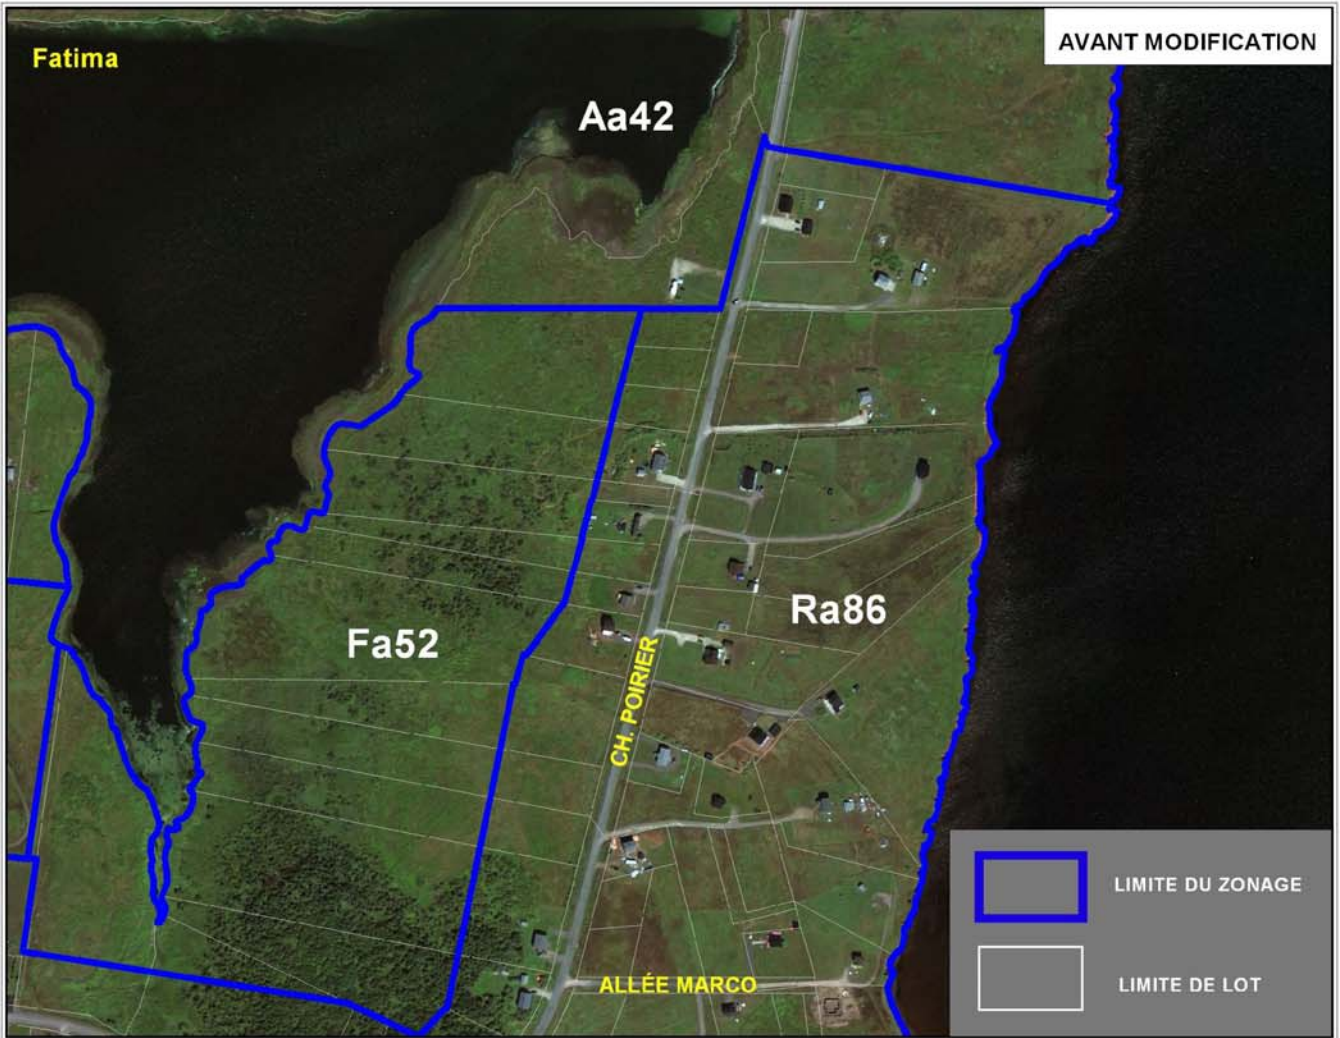 AVANT MODIFICATION
Fatima
Aa42
Ra86
Fa52
CH. POIRIER
ALLÉE MARCO
LIMITE DU ZONAGE
LIMITE DE LOT